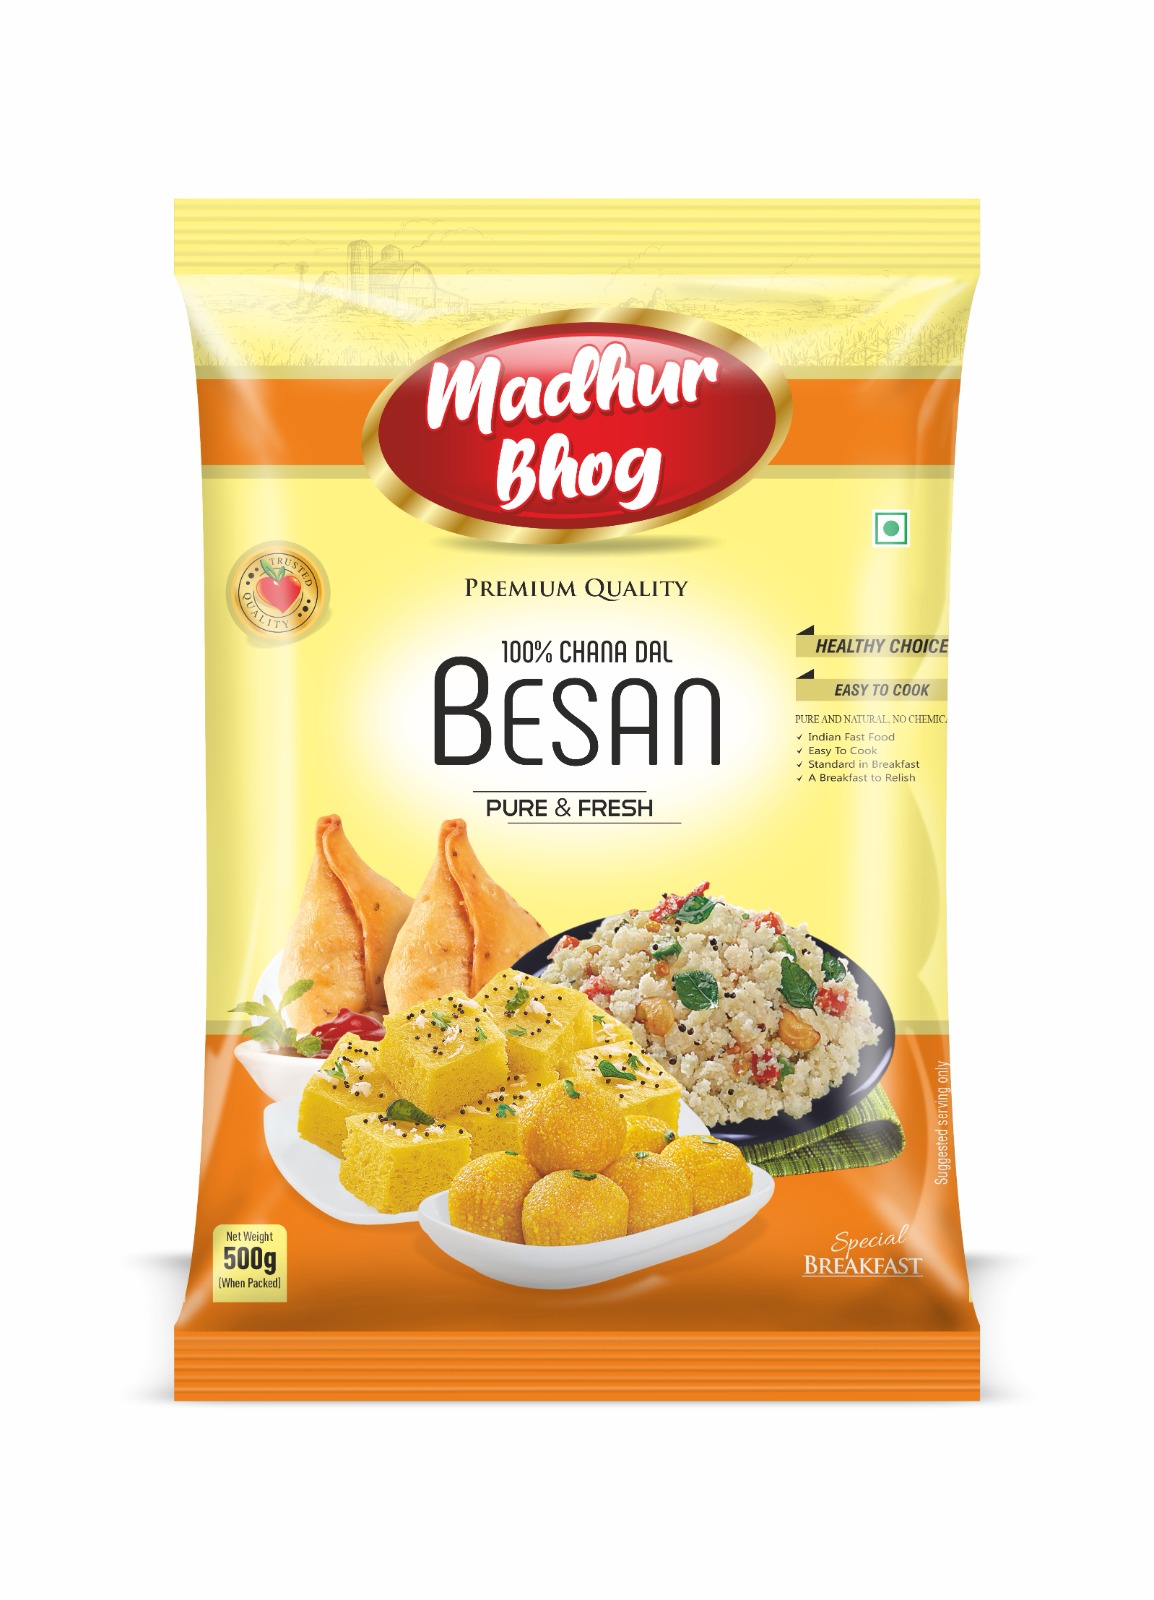 Madhur
Bhog
TRUSTED
QUALITY
PREMIUM QUALITY
100% CHANA DAL
BESAN
PURE & FRESH
HEALTHY CHOICE
EASY TO COOK
PURE AND NATURAL, NO CHEMICA
✓ Indian Fast Food
✓ Easy To Cook
✓ Standard in Breakfast
✓ A Breakfast to Relish
Suggested serving only
Net Weight
500g
[When Packed]
Special
BREAKFAST